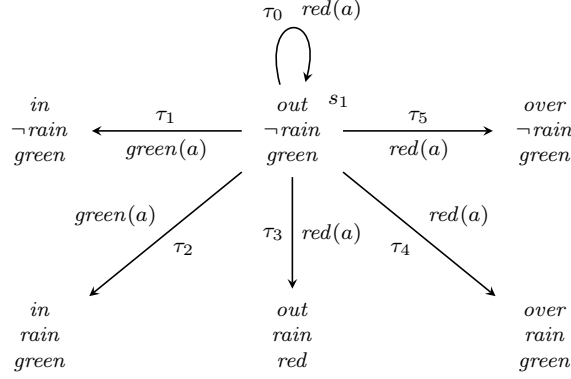 τ₀ red(a)
in
¬rain
green
τ₁
green(a)
out s₁
¬rain
green
τ₅
red(a)
over
¬rain
green
green(a)
τ₂
τ₃ red(a)
red(a)
τ₄
in
rain
green
out
rain
red
over
rain
green